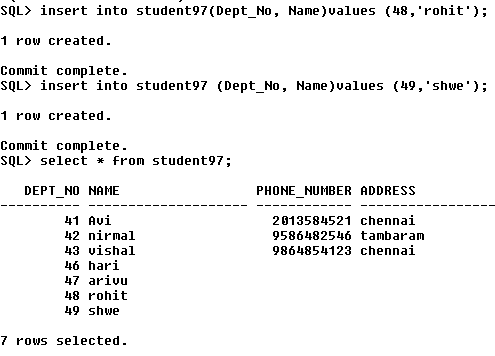 SQL> insert into student97(Dept_No, Name)values (48,'rohit');
1 row created.
Commit complete.
SQL> insert into student97 (Dept_No, Name)values (49,'shwe');
1 row created.
Commit complete.
SQL> select * from student97;
DEPT_NO NAME PHONE_NUMBER ADDRESS
---------- -------------------- ------------ ----------------
41 Avi 2013584521 chennai
42 nirmal 9586482546 tambaram
43 vishal 9864854123 chennai
46 hari
47 arivu
48 rohit
49 shwe
7 rows selected.